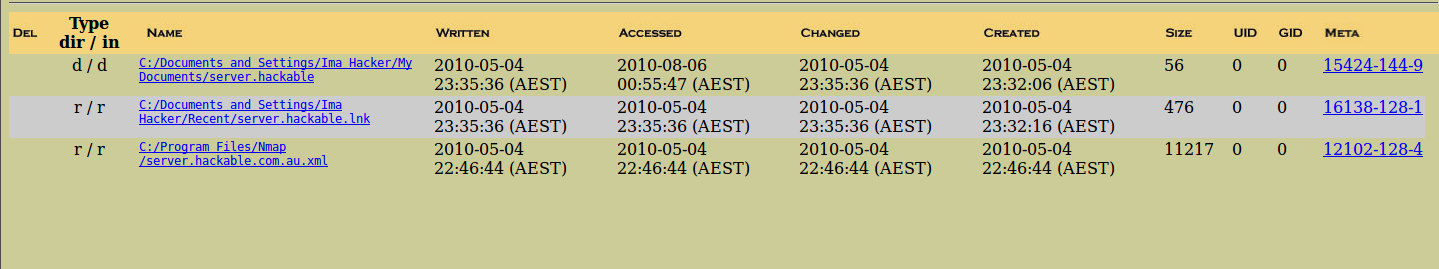 DEL Type dir / in NAME WRITTEN ACCESSED CHANGED CREATED SIZE UID GID META
d / d C:/Documents and Settings/Ima Hacker/My 2010-05-04 2010-08-06 2010-05-04 2010-05-04 56 0 0 15424-144-9
Documents/server.hackable 23:35:36 (AEST) 00:55:47 (AEST) 23:35:36 (AEST) 23:32:06 (AEST)
r / r C:/Documents and Settings/Ima 2010-05-04 2010-05-04 2010-05-04 2010-05-04 476 0 0 16138-128-1
Hacker/Recent/server.hackable.lnk 23:35:36 (AEST) 23:35:36 (AEST) 23:35:36 (AEST) 23:32:16 (AEST)
r / r C:/Program Files/Nmap 2010-05-04 2010-05-04 2010-05-04 2010-05-04 11217 0 0 12102-128-4
/server.hackable.com.au.xml 22:46:44 (AEST) 22:46:44 (AEST) 22:46:44 (AEST) 22:46:44 (AEST)